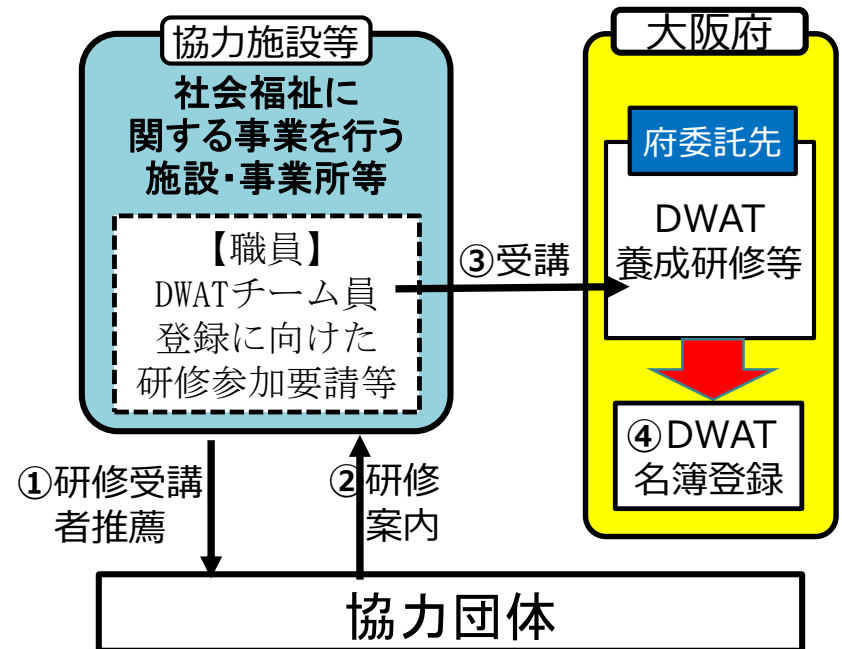 協力施設等
社会福祉に
関する事業を行う
施設・事業所等
【職員】
DWATチーム員
登録に向けた
研修参加要請等
①研修受講
者推薦
②研修
案内
③受講
大阪府
府委託先
DWAT
養成研修等
④DWAT
名簿登録
協力団体